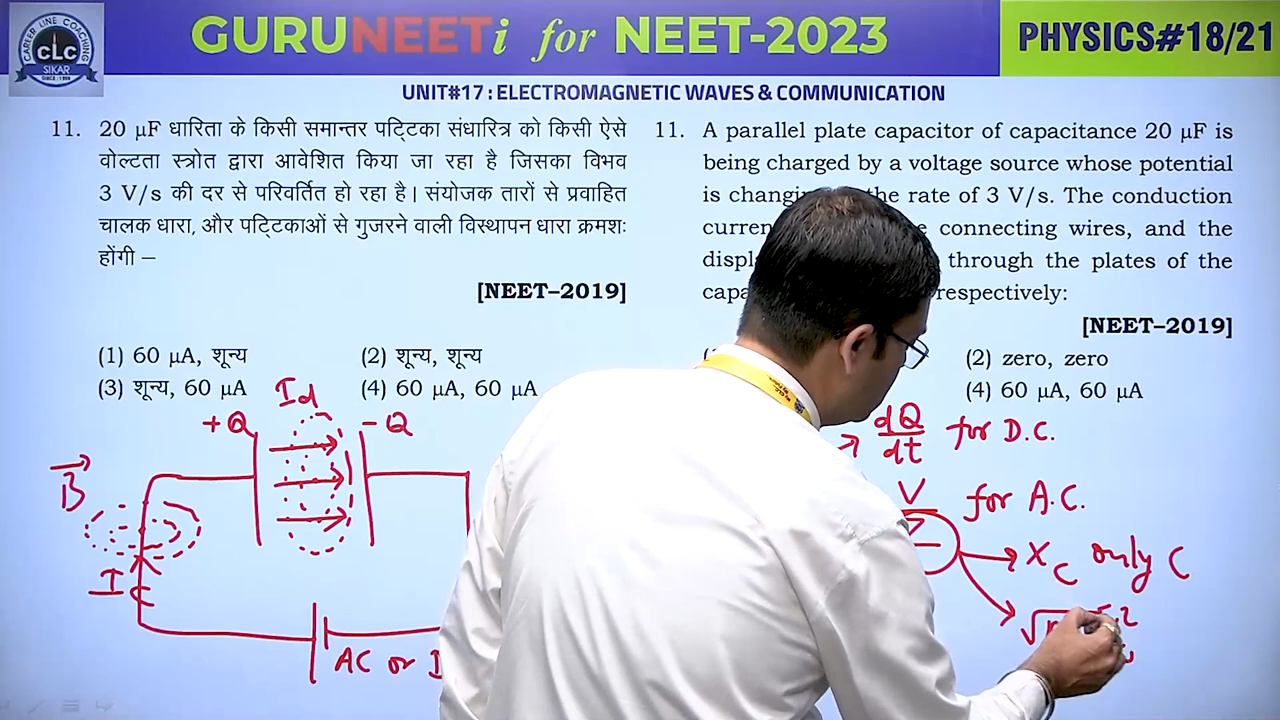 CAREER LINE COACHING
CLC
SIKAR
SINCE : 1996
GURUNEETi for NEET-2023
PHYSICS#18/21
UNIT#17 : ELECTROMAGNETIC WAVES & COMMUNICATION
11. 20 μF धारिता के किसी समान्तर पट्टिका संधारित्र को किसी ऐसे
वोल्टता स्त्रोत द्वारा आवेशित किया जा रहा है जिसका विभव
3 V/s की दर से परिवर्तित हो रहा है। संयोजक तारों से प्रवाहित
चालक धारा, और पट्टिकाओं से गुजरने वाली विस्थापन धारा क्रमशः
होंगी –
[NEET–2019]
(1) 60 μA, शून्य (2) शून्य, शून्य
(3) शून्य, 60 μA (4) 60 μA, 60 μA
11. A parallel plate capacitor of capacitance 20 μF is
being charged by a voltage source whose potential
is the rate of 3 V/s. The conduction
connecting wires, and the
through the plates of the
respectively:
[NEET–2019]
(2) zero, zero
(4) 60 μA, 60 μA
Id
+Q -Q
B
Ic
AC or
dQ/dt for D.C.
V for A.C.
Xc only C